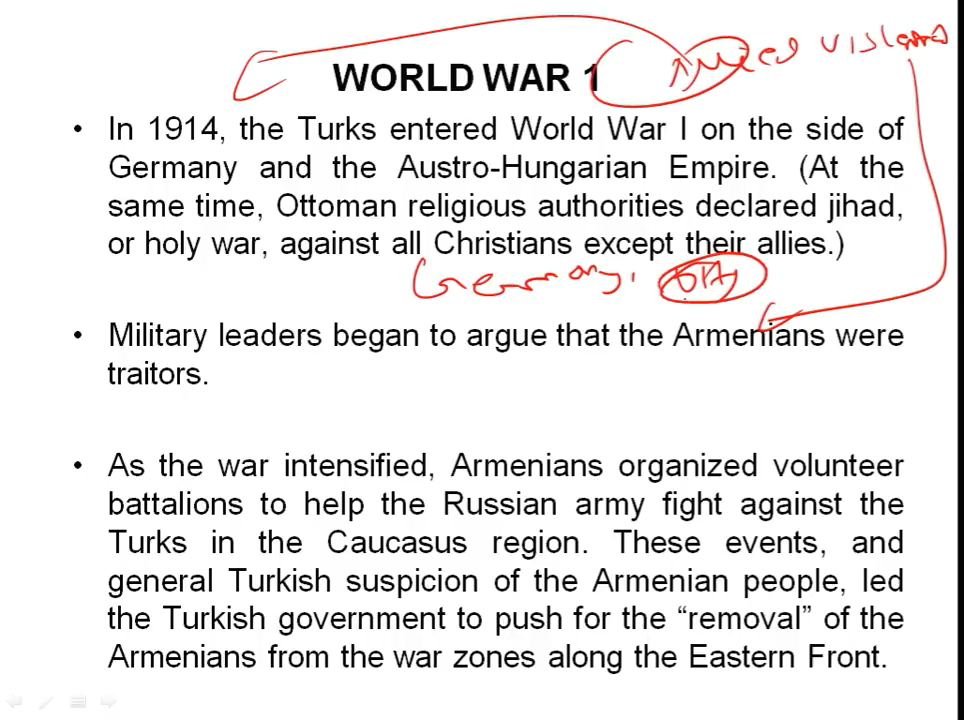 WORLD WAR 1
• In 1914, the Turks entered World War I on the side of
Germany and the Austro-Hungarian Empire. (At the
same time, Ottoman religious authorities declared jihad,
or holy war, against all Christians except their allies.)
Germany,
• Military leaders began to argue that the Armenians were
traitors.
• As the war intensified, Armenians organized volunteer
battalions to help the Russian army fight against the
Turks in the Caucasus region. These events, and
general Turkish suspicion of the Armenian people, led
the Turkish government to push for the “removal” of the
Armenians from the war zones along the Eastern Front.